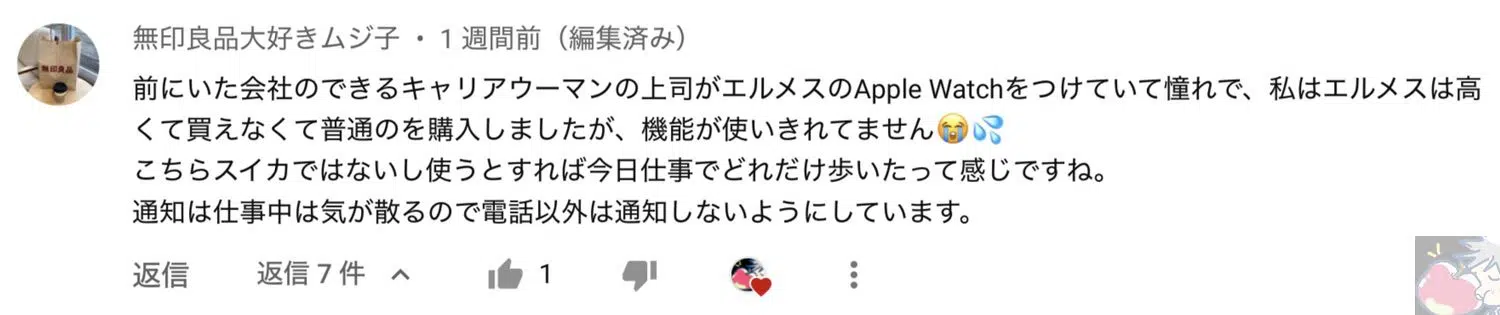 無印良品大好きムジ子 • 1 週間前（編集済み）
前にいた会社のできるキャリアウーマンの上司がエルメスのApple Watchをつけていて憧れで、私はエルメスは高
くて買えなくて普通のを購入しましたが、機能が使いきれてません😭💦
こちらスイカではないし使うとすれば今日仕事でどれだけ歩いたって感じですね。
通知は仕事中は気が散るので電話以外は通知しないようにしています。
返信 返信 7 件 1
無印良品